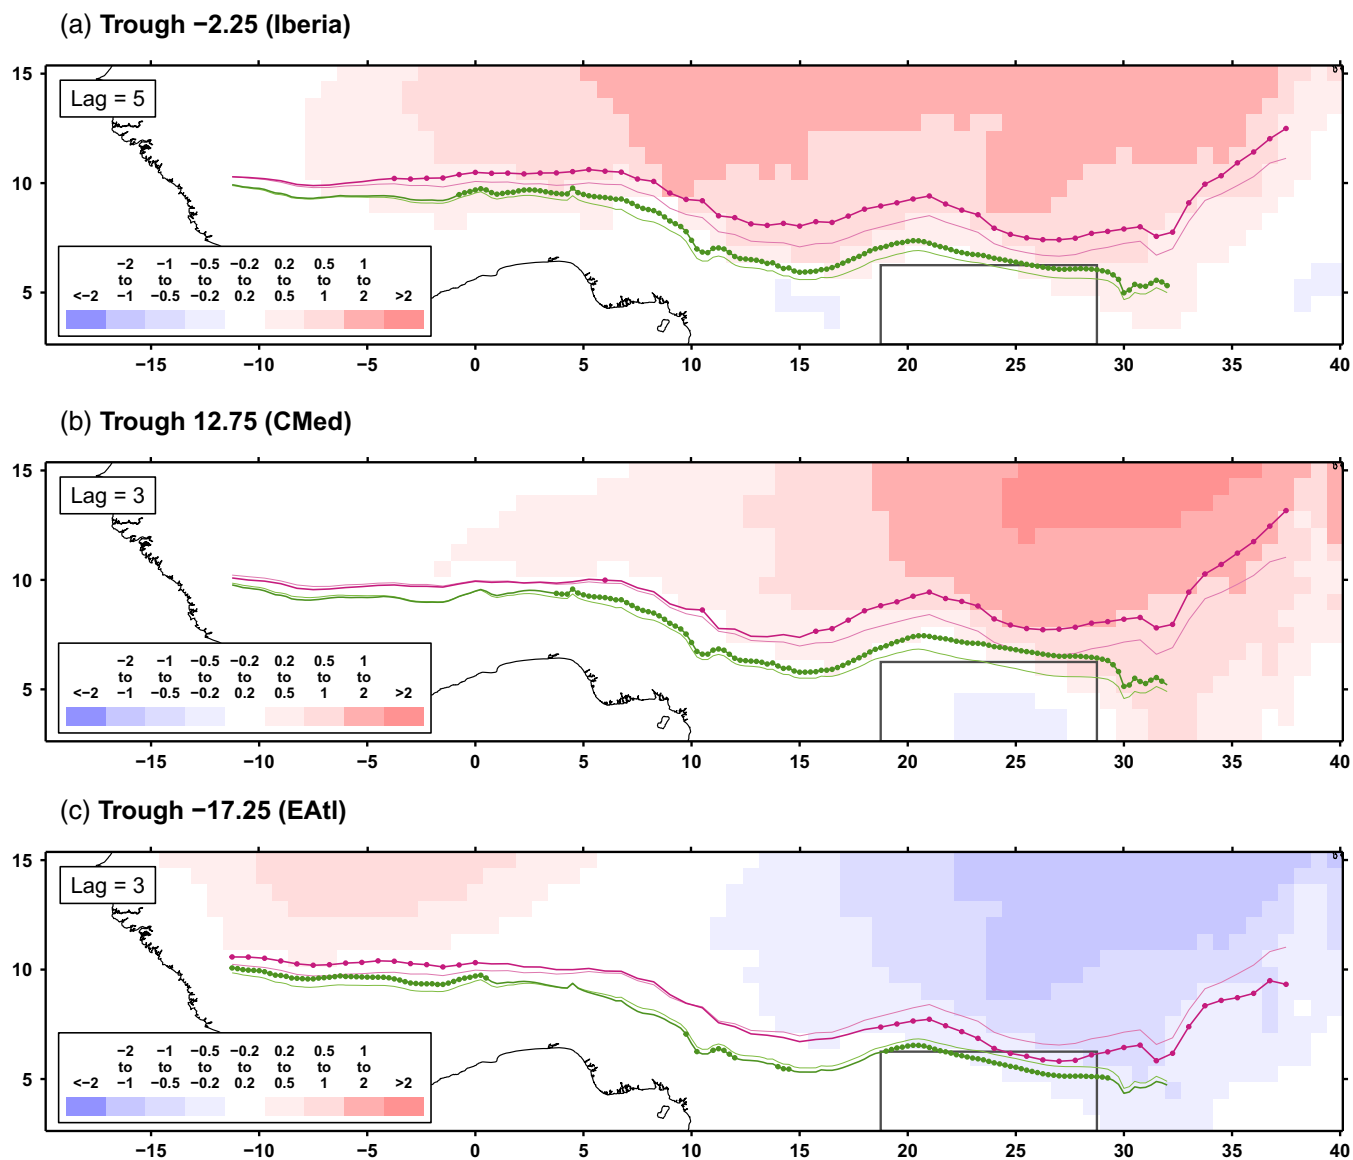 (a) Trough −2.25 (Iberia)
15
Lag = 5
10
−2 −1 −0.5 −0.2 0.2 0.5 1
to to to to to to to
<−2 −1 −0.5 −0.2 0.2 0.5 1 2 >2
5
−15 −10 −5 0 5 10 15 20 25 30 35 40
(b) Trough 12.75 (CMed)
15
Lag = 3
10
−2 −1 −0.5 −0.2 0.2 0.5 1
to to to to to to to
<−2 −1 −0.5 −0.2 0.2 0.5 1 2 >2
5
−15 −10 −5 0 5 10 15 20 25 30 35 40
(c) Trough −17.25 (EAtl)
15
Lag = 3
10
−2 −1 −0.5 −0.2 0.2 0.5 1
to to to to to to to
<−2 −1 −0.5 −0.2 0.2 0.5 1 2 >2
5
−15 −10 −5 0 5 10 15 20 25 30 35 40